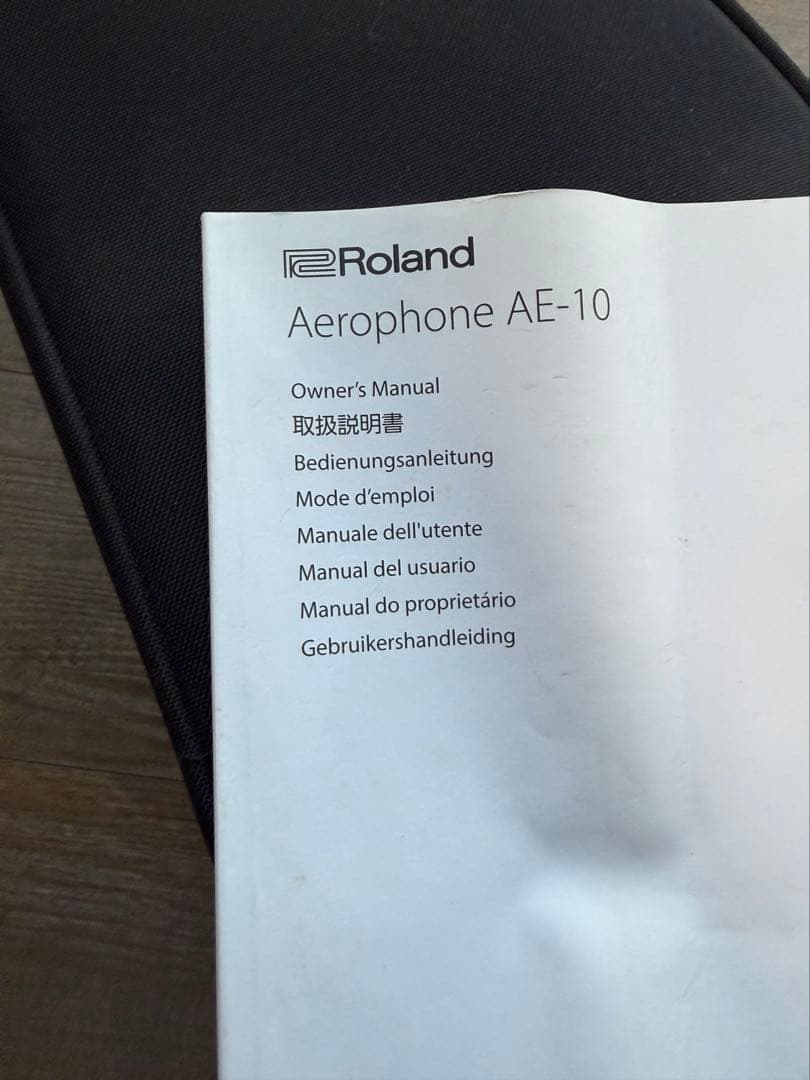 Roland
Aerophone AE-10
Owner's Manual
取扱説明書
Bedienungsanleitung
Mode d'emploi
Manuale dell'utente
Manual del usuario
Manual do proprietário
Gebruikershandleiding